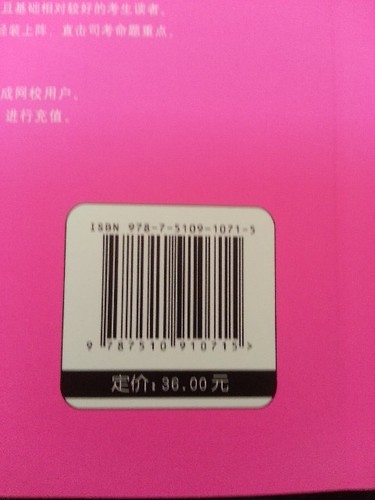 且基础相对较好的考生读者。
轻装上阵、直击司考命题重点。
成网校用户。
进行充值。
ISBN 978-7-5109-1071-5
9 787510 910715 >
定价：36.00元